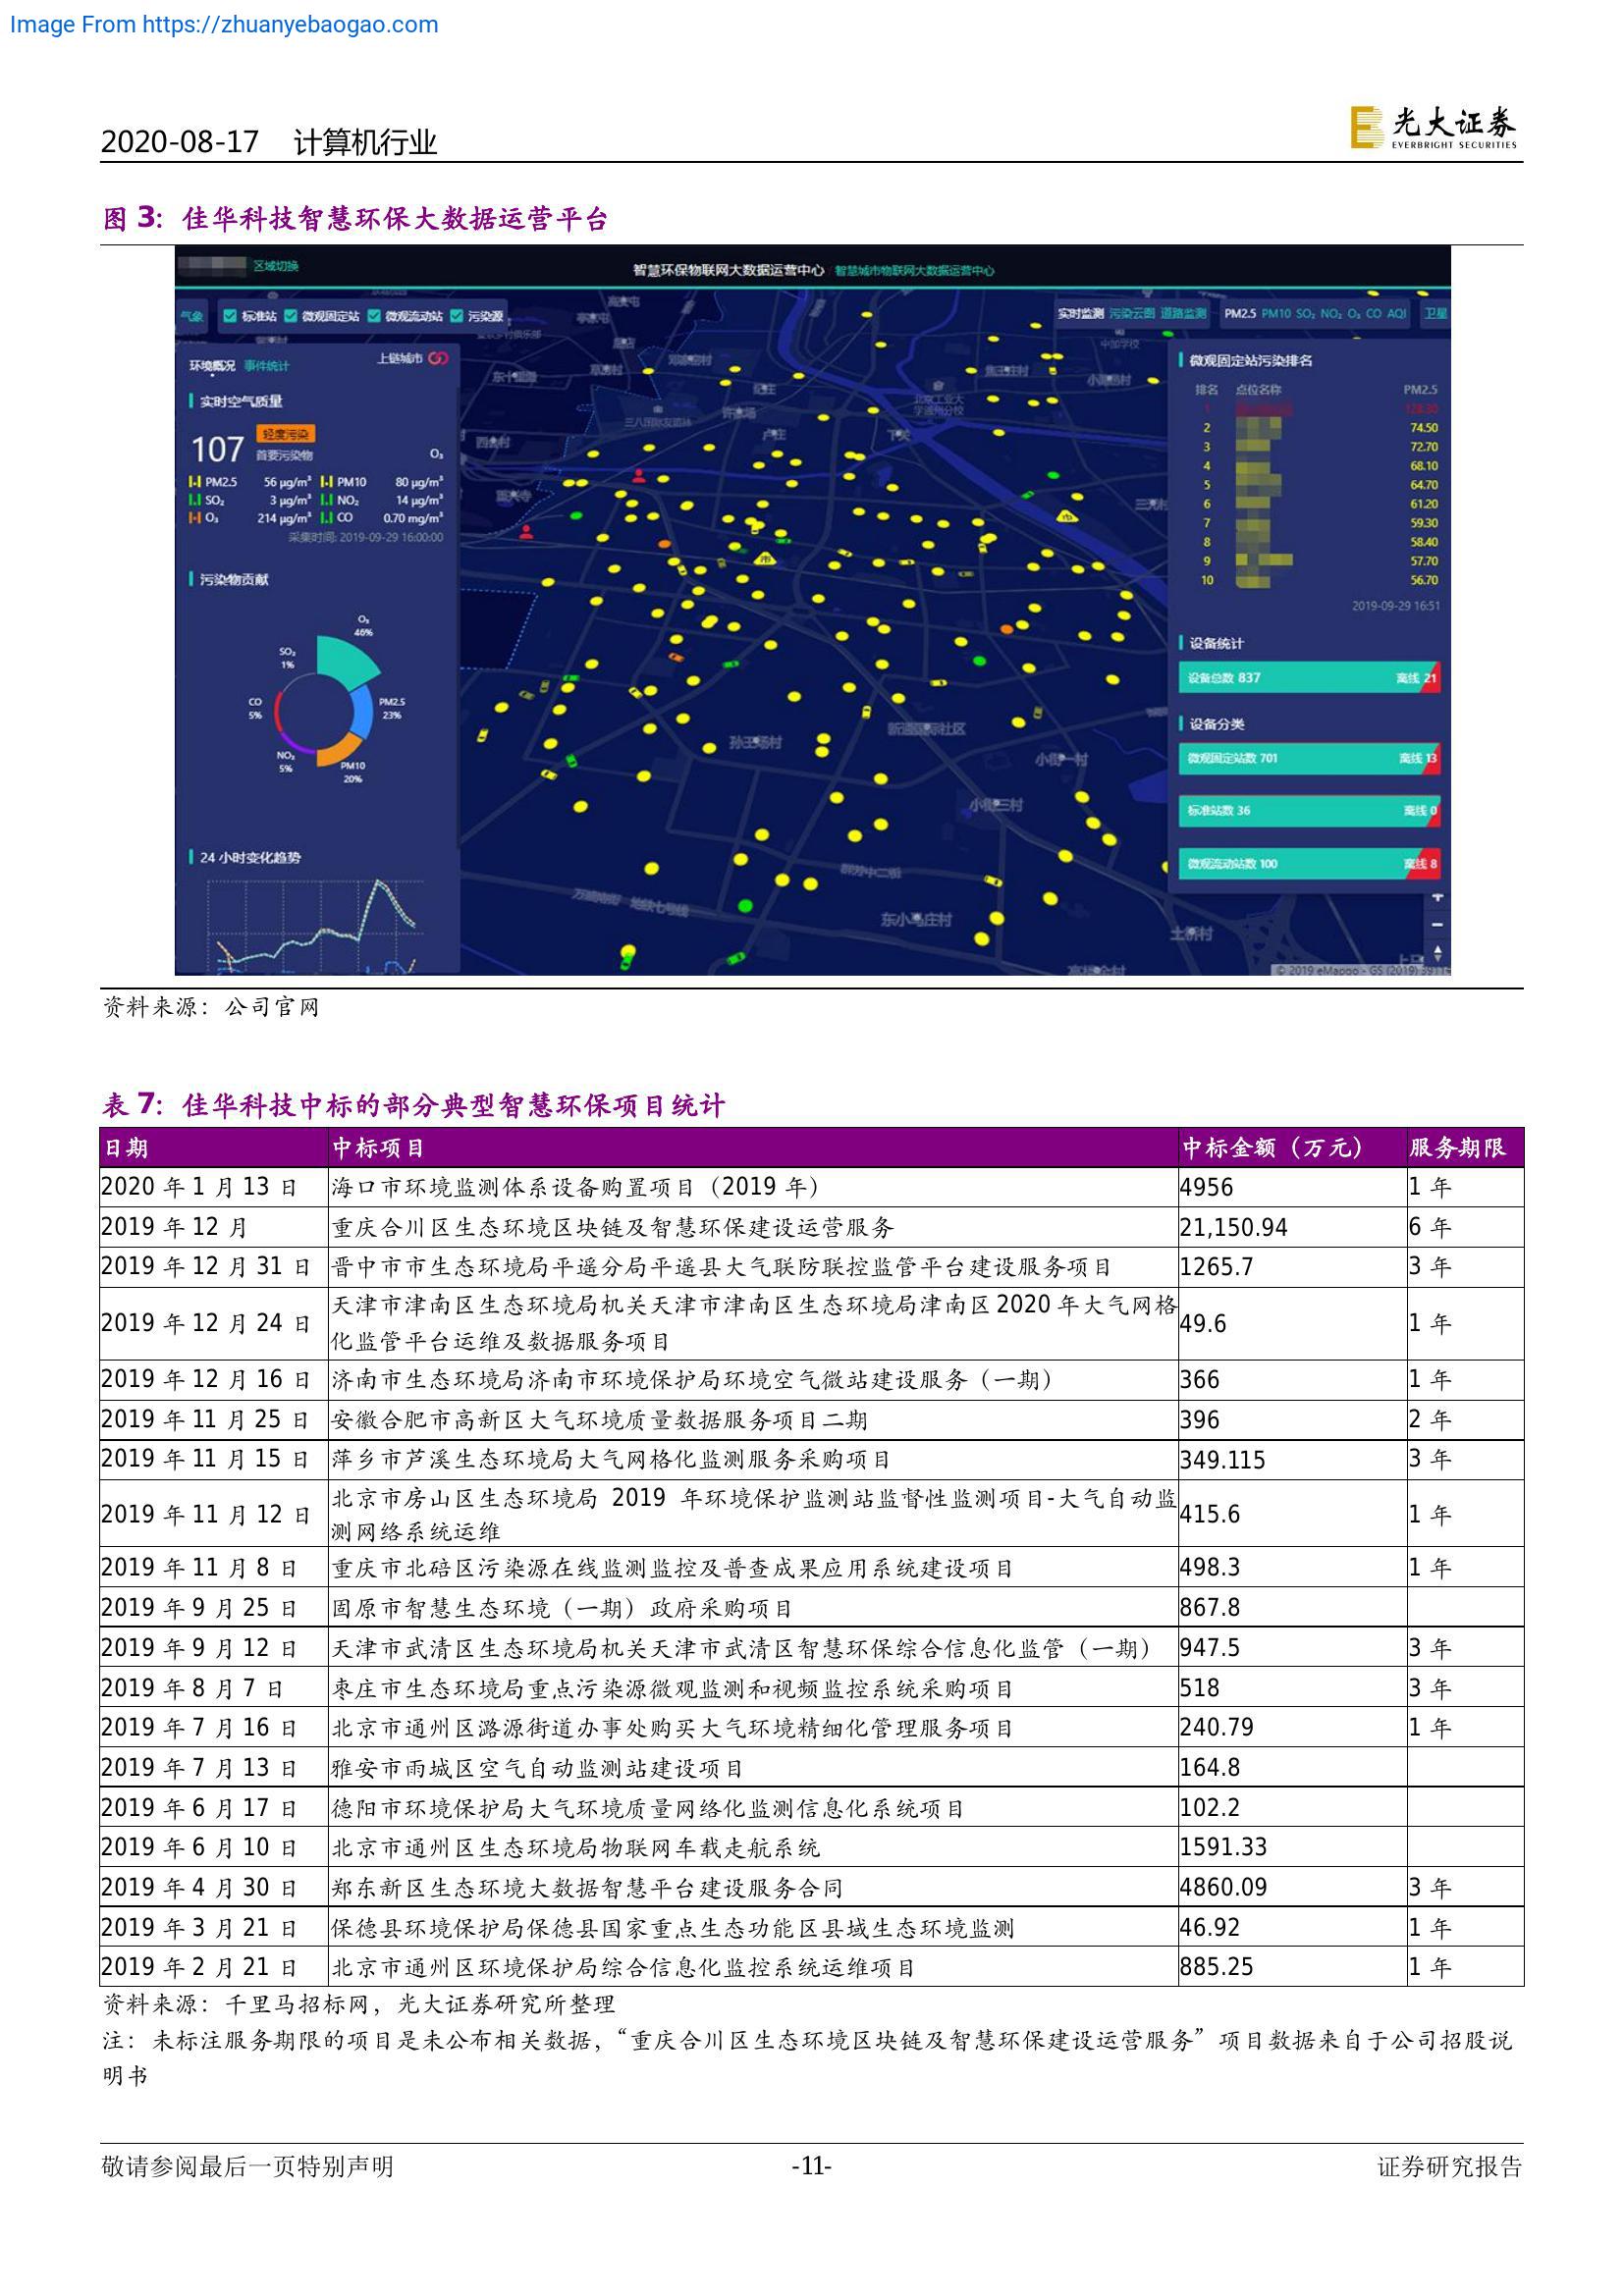 Image From https://zhuanyebaogao.com
2020-08-17 计算机行业
光大证券
EVERBRIGHT SECURITIES
图 3：佳华科技智慧环保大数据运营平台
区域切换
智慧环保物联网大数据运营中心 / 智慧城市物联网大数据运营中心
气象 标准站 微观固定站 微观流动站 污染源
实时监测 污染云图 道路监测 PM2.5 PM10 SO₂ NO₂ O₃ CO AQI 卫星
环境概况 事件统计 上链城市
实时空气质量
107 轻度污染
首要污染物 O₃
PM2.5 56 μg/m³ PM10 80 μg/m³
SO₂ 3 μg/m³ NO₂ 14 μg/m³
O₃ 214 μg/m³ CO 0.70 mg/m³
采集时间: 2019-09-29 16:00:00
污染物贡献
O₃
46%
SO₂
1%
CO
5%
PM2.5
23%
NO₂
5%
PM10
20%
24 小时变化趋势
微观固定站污染排名
排名 点位名称 PM2.5
1
2 74.50
3 72.70
4 68.10
5 64.70
6 61.20
7 59.30
8 58.40
9 57.70
10 56.70
2019-09-29 16:51
设备统计
设备总数 837 离线 21
设备分类
微观固定站数 701 离线 13
标准站数 36 离线 0
微观流动站数 100 离线 8
孙王场村
小街一村
小街三村
东小马庄村
土桥村
资料来源：公司官网
表 7：佳华科技中标的部分典型智慧环保项目统计
日期 中标项目 中标金额（万元） 服务期限
2020 年 1 月 13 日 海口市环境监测体系设备购置项目（2019 年） 4956 1 年
2019 年 12 月 重庆合川区生态环境区块链及智慧环保建设运营服务 21,150.94 6 年
2019 年 12 月 31 日 晋中市市生态环境局平遥分局平遥县大气联防联控监管平台建设服务项目 1265.7 3 年
2019 年 12 月 24 日 天津市津南区生态环境局机关天津市津南区生态环境局津南区 2020 年大气网格
化监管平台运维及数据服务项目 49.6 1 年
2019 年 12 月 16 日 济南市生态环境局济南市环境保护局环境空气微站建设服务（一期） 366 1 年
2019 年 11 月 25 日 安徽合肥市高新区大气环境质量数据服务项目二期 396 2 年
2019 年 11 月 15 日 萍乡市芦溪生态环境局大气网格化监测服务采购项目 349.115 3 年
2019 年 11 月 12 日 北京市房山区生态环境局 2019 年环境保护监测站监督性监测项目-大气自动监
测网络系统运维 415.6 1 年
2019 年 11 月 8 日 重庆市北碚区污染源在线监测监控及普查成果应用系统建设项目 498.3 1 年
2019 年 9 月 25 日 固原市智慧生态环境（一期）政府采购项目 867.8
2019 年 9 月 12 日 天津市武清区生态环境局机关天津市武清区智慧环保综合信息化监管（一期） 947.5 3 年
2019 年 8 月 7 日 枣庄市生态环境局重点污染源微观监测和视频监控系统采购项目 518 3 年
2019 年 7 月 16 日 北京市通州区潞源街道办事处购买大气环境精细化管理服务项目 240.79 1 年
2019 年 7 月 13 日 雅安市雨城区空气自动监测站建设项目 164.8
2019 年 6 月 17 日 德阳市环境保护局大气环境质量网络化监测信息化系统项目 102.2
2019 年 6 月 10 日 北京市通州区生态环境局物联网车载走航系统 1591.33
2019 年 4 月 30 日 郑东新区生态环境大数据智慧平台建设服务合同 4860.09 3 年
2019 年 3 月 21 日 保德县环境保护局保德县国家重点生态功能区县域生态环境监测 46.92 1 年
2019 年 2 月 21 日 北京市通州区环境保护局综合信息化监控系统运维项目 885.25 1 年
资料来源：千里马招标网，光大证券研究所整理
注：未标注服务期限的项目是未公布相关数据，“重庆合川区生态环境区块链及智慧环保建设运营服务”项目数据来自于公司招股说
明书
敬请参阅最后一页特别声明 -11- 证券研究报告